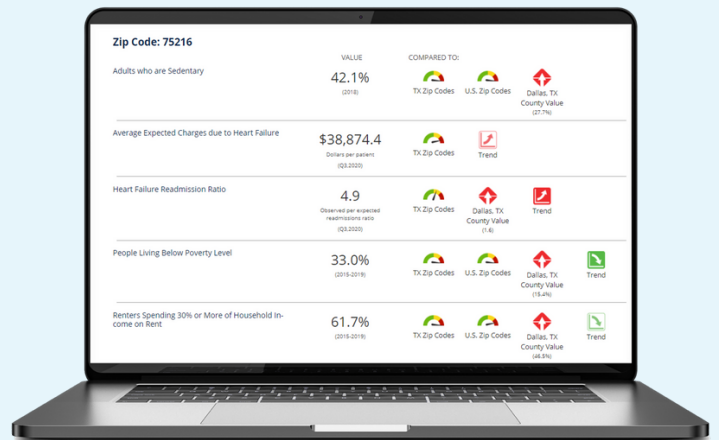 Zip Code: 75216
VALUE COMPARED TO:
Adults who are Sedentary
42.1%
(2018)
TX Zip Codes U.S. Zip Codes Dallas, TX
County Value
(27.7%)
Average Expected Charges due to Heart Failure
$38,874.4
Dollars per patient
(Q3 2020)
TX Zip Codes Trend
Heart Failure Readmission Ratio
4.9
Observed per expected
readmissions ratio
(Q3 2020)
TX Zip Codes Dallas, TX Trend
County Value
(1.6)
People Living Below Poverty Level
33.0%
(2015-2019)
TX Zip Codes U.S. Zip Codes Dallas, TX Trend
County Value
(15.4%)
Renters Spending 30% or More of Household In-
come on Rent
61.7%
(2015-2019)
TX Zip Codes U.S. Zip Codes Dallas, TX Trend
County Value
(46.5%)